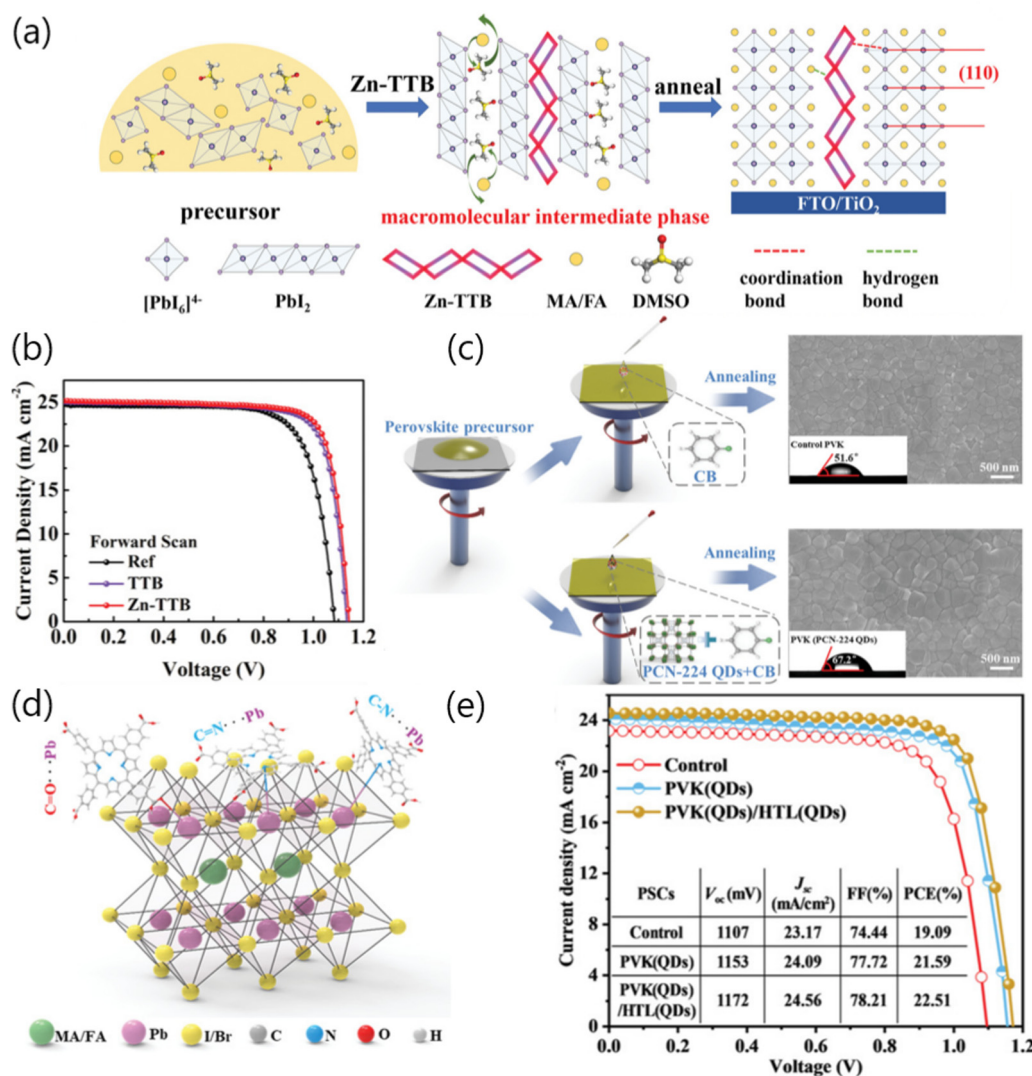 (a)
Zn-TTB
anneal
(110)
FTO/TiO2
precursor
macromolecular intermediate phase
[PbI6]4-
PbI2
Zn-TTB
MA/FA
DMSO
coordination
bond
hydrogen
bond
(b)
Current Density (mA cm-2)
25
20
15
10
5
0
Forward Scan
Ref
TTB
Zn-TTB
0.0 0.2 0.4 0.6 0.8 1.0 1.2
Voltage (V)
(c)
Perovskite precursor
CB
Annealing
Control PVK
51.6°
500 nm
PCN-224 QDs+CB
Annealing
PVK (PCN-224 QDs)
67.2°
500 nm
(d)
C=O···Pb
C=N···Pb
C-N···Pb
MA/FA Pb I/Br C N O H
(e)
Current density (mA cm-2)
24
20
16
12
8
4
0
Control
PVK(QDs)
PVK(QDs)/HTL(QDs)
PSCs Voc (mV) Jsc (mA/cm2) FF(%) PCE(%)
Control 1107 23.17 74.44 19.09
PVK(QDs) 1153 24.09 77.72 21.59
PVK(QDs) /HTL(QDs) 1172 24.56 78.21 22.51
0.0 0.2 0.4 0.6 0.8 1.0 1.2
Voltage (V)